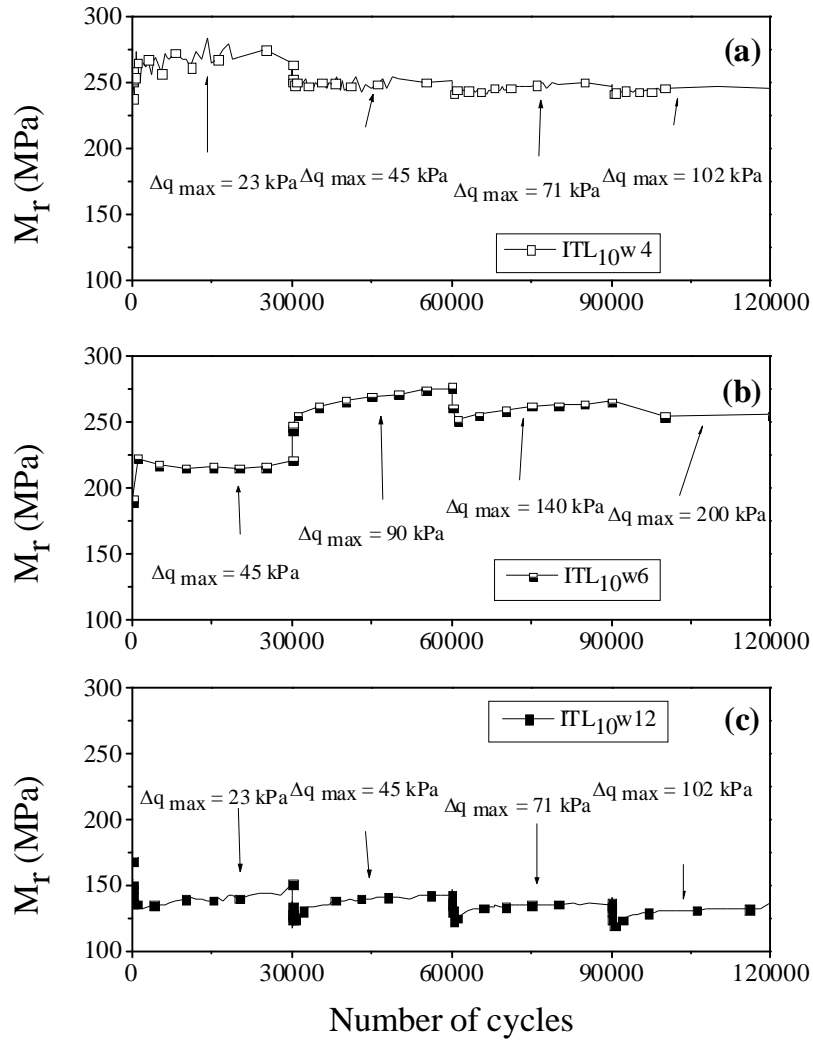 300
(a)
250
200
Δq max = 23 kPa Δq max = 45 kPa Δq max = 71 kPa Δq max = 102 kPa
150
ITL10w 4
100
0 30000 60000 90000 120000
Mr (MPa)
300
(b)
250
200
Δq max = 45 kPa Δq max = 90 kPa Δq max = 140 kPa Δq max = 200 kPa
150
ITL10w6
100
0 30000 60000 90000 120000
Mr (MPa)
300
ITL10w12
(c)
250
200
Δq max = 23 kPa Δq max = 45 kPa Δq max = 71 kPa Δq max = 102 kPa
150
100
0 30000 60000 90000 120000
Mr (MPa)
Number of cycles